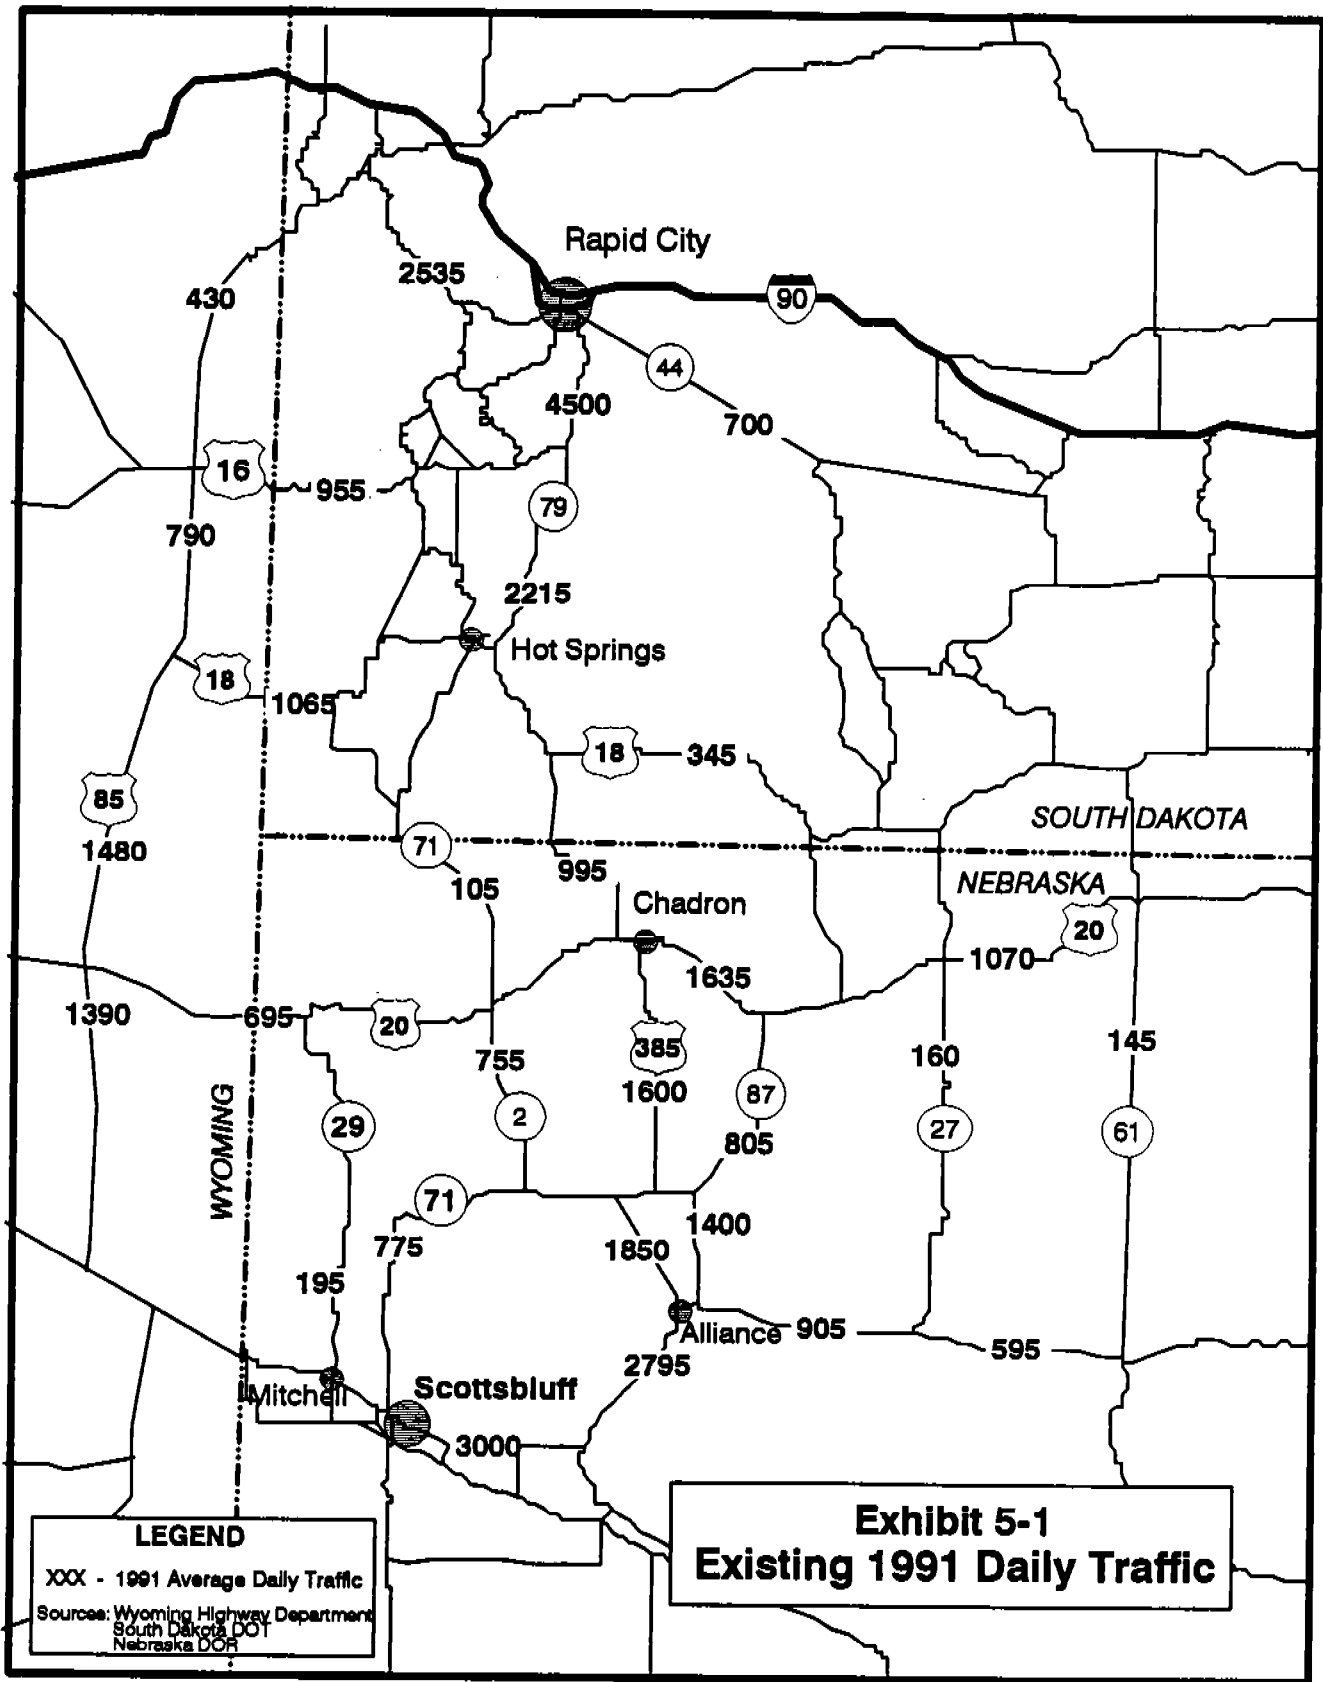 Rapid City
2535
430
90
44
4500
700
16
955
79
790
2215
Hot Springs
18
1065
18
345
85
SOUTH DAKOTA
1480
71
995
105
NEBRASKA
Chadron
20
1070
1635
1390
695
20
145
385
160
755
1600
87
WYOMING
29
2
27
61
805
71
1400
775
1850
195
Alliance
905
595
2795
Mitchell
Scottsbluff
3000
Exhibit 5-1
Existing 1991 Daily Traffic
LEGEND
XXX - 1991 Average Daily Traffic
Sources: Wyoming Highway Department
South Dakota DOT
Nebraska DOR